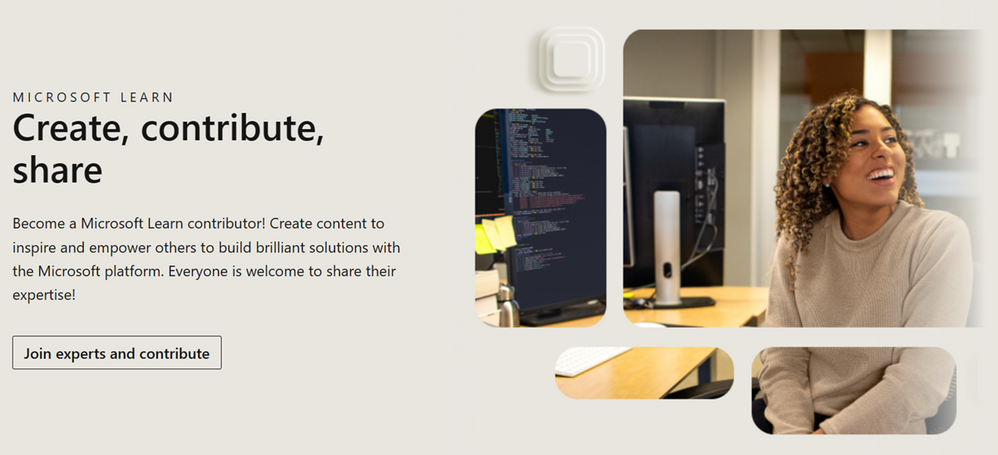 MICROSOFT LEARN
Create, contribute,
share
Become a Microsoft Learn contributor! Create content to
inspire and empower others to build brilliant solutions with
the Microsoft platform. Everyone is welcome to share their
expertise!
Join experts and contribute